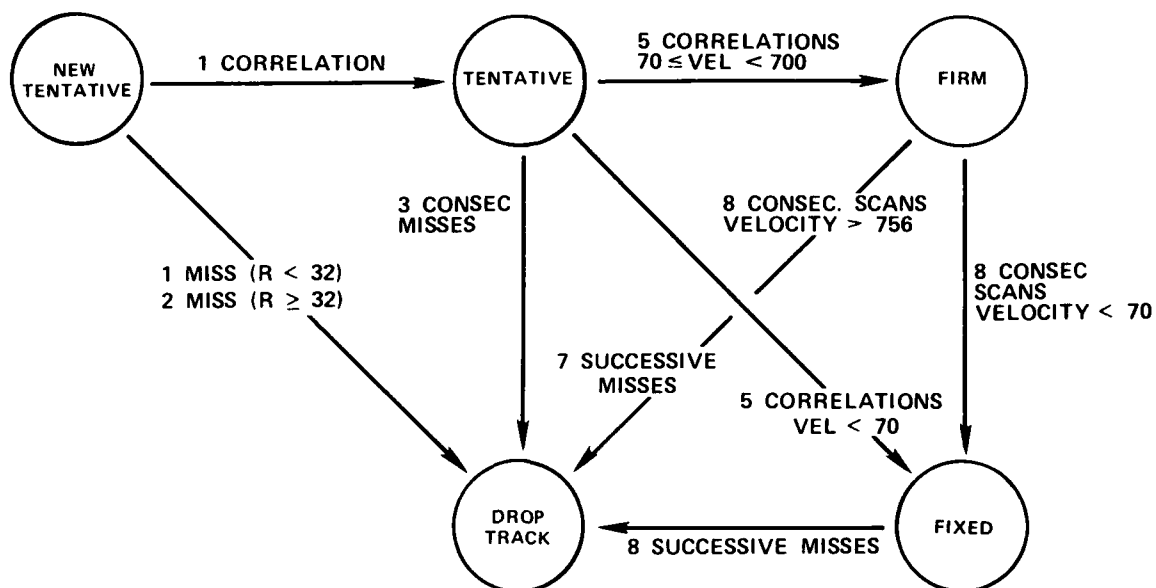 NEW
TENTATIVE
1 CORRELATION
TENTATIVE
5 CORRELATIONS
70 ≤ VEL < 700
FIRM
3 CONSEC
MISSES
8 CONSEC. SCANS
VELOCITY > 756
1 MISS (R < 32)
2 MISS (R ≥ 32)
8 CONSEC
SCANS
VELOCITY < 70
7 SUCCESSIVE
MISSES
5 CORRELATIONS
VEL < 70
DROP
TRACK
8 SUCCESSIVE MISSES
FIXED